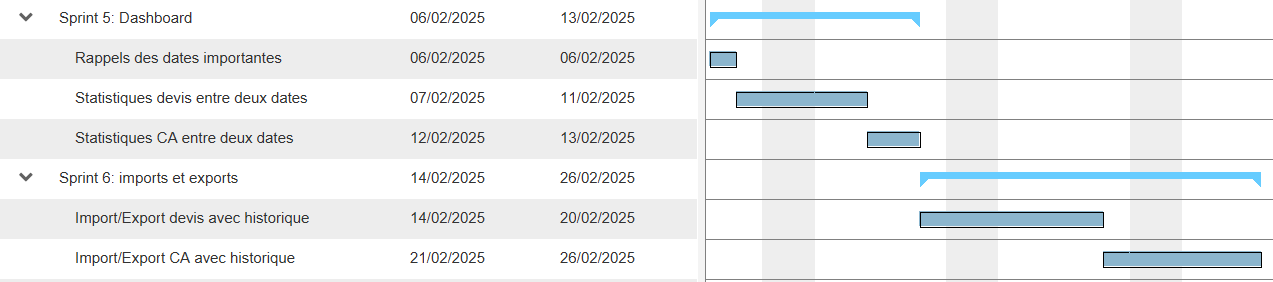 Sprint 5: Dashboard 06/02/2025 13/02/2025
Rappels des dates importantes 06/02/2025 06/02/2025
Statistiques devis entre deux dates 07/02/2025 11/02/2025
Statistiques CA entre deux dates 12/02/2025 13/02/2025
Sprint 6: imports et exports 14/02/2025 26/02/2025
Import/Export devis avec historique 14/02/2025 20/02/2025
Import/Export CA avec historique 21/02/2025 26/02/2025